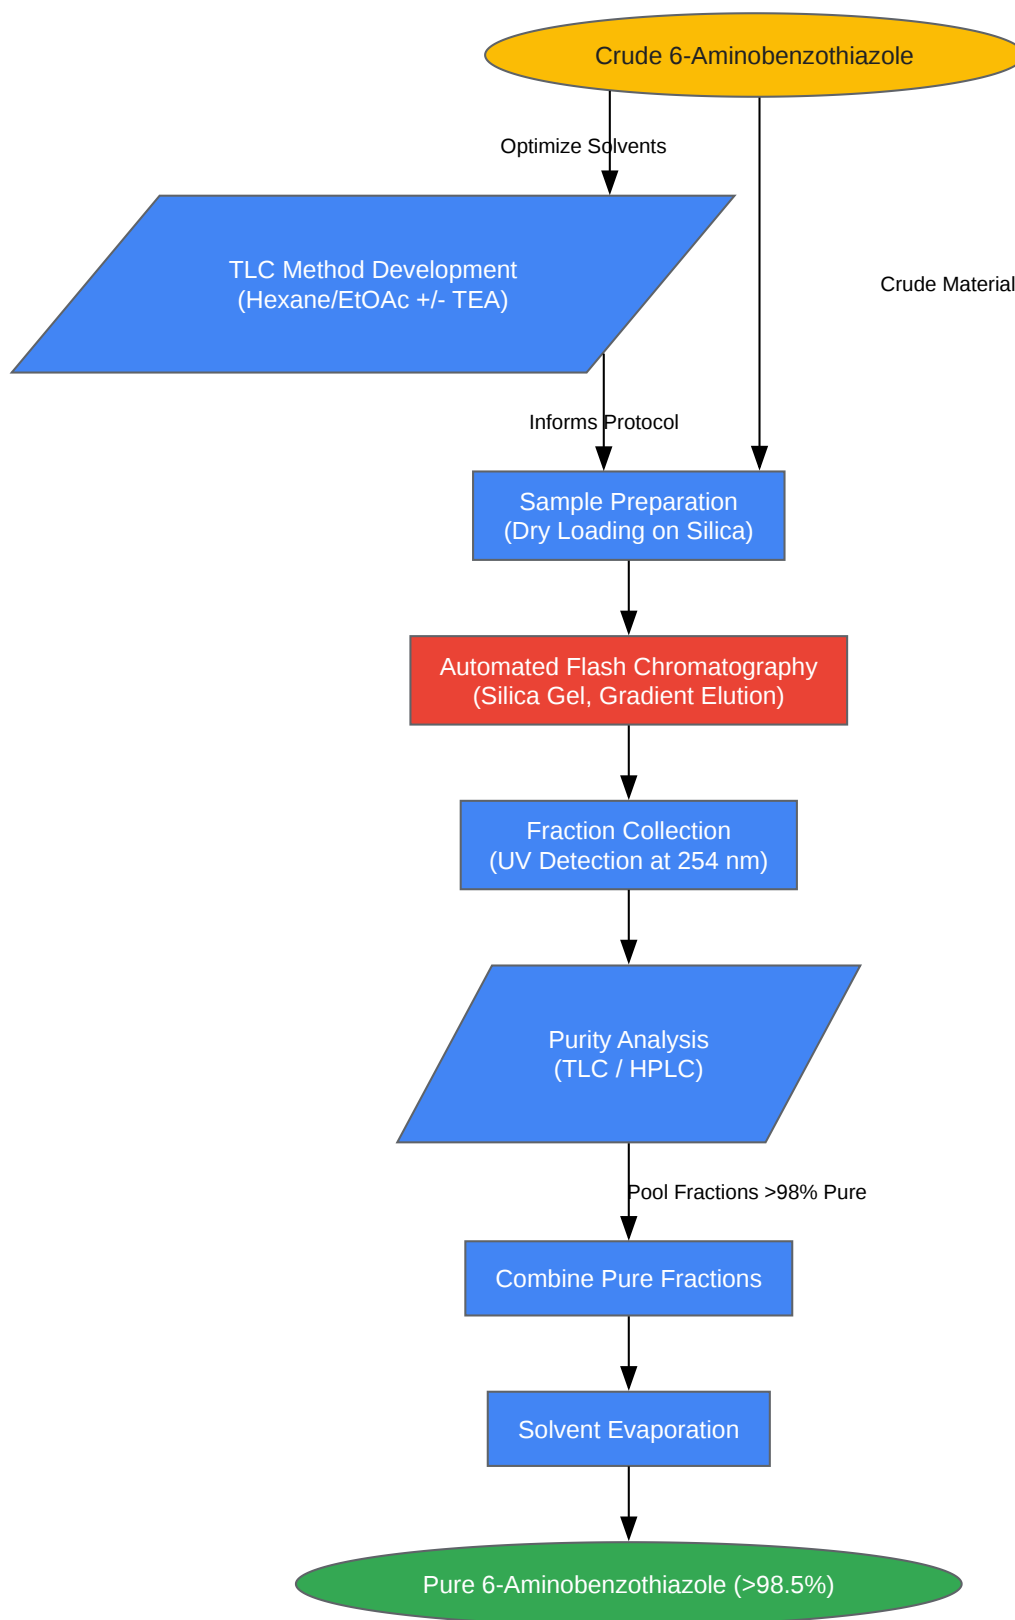 Crude 6-Aminobenzothiazole
Optimize Solvents
TLC Method Development
(Hexane/EtOAc +/- TEA)
Crude Material
Informs Protocol
Sample Preparation
(Dry Loading on Silica)
Automated Flash Chromatography
(Silica Gel, Gradient Elution)
Fraction Collection
(UV Detection at 254 nm)
Purity Analysis
(TLC / HPLC)
Pool Fractions >98% Pure
Combine Pure Fractions
Solvent Evaporation
Pure 6-Aminobenzothiazole (>98.5%)